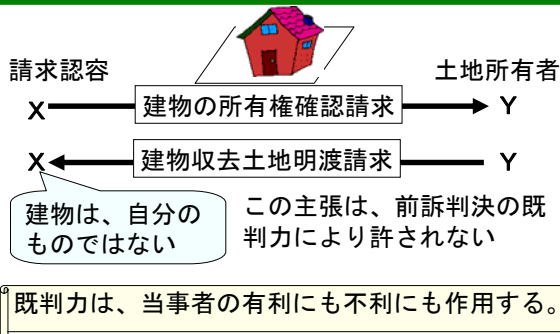 請求認容
土地所有者
X 建物の所有権確認請求 Y
X 建物収去土地明渡請求 Y
建物は、自分の
ものではない
この主張は、前訴判決の既
判力により許されない
既判力は、当事者の有利にも不利にも作用する。